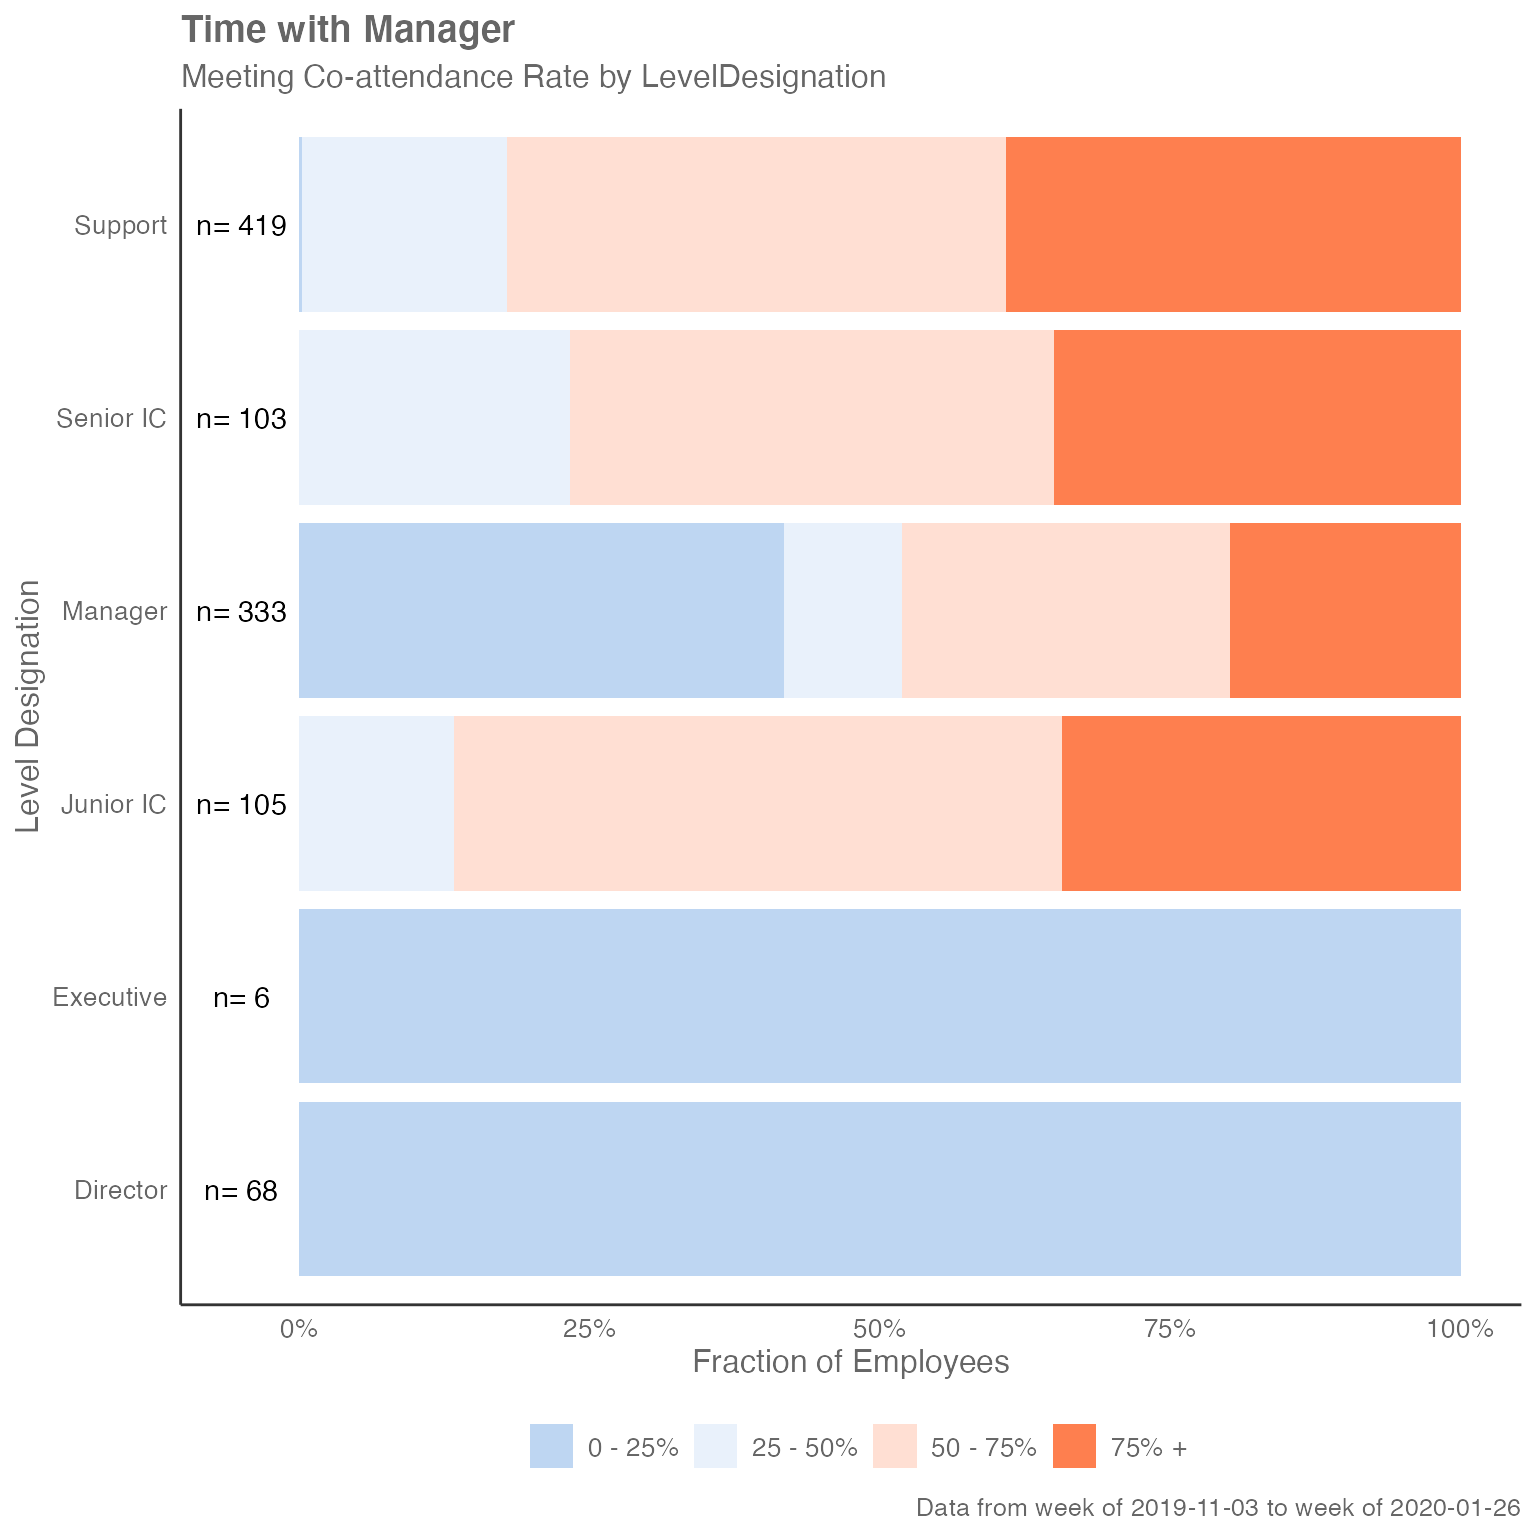 Time with Manager
Meeting Co-attendance Rate by LevelDesignation
Support n= 419
Senior IC n= 103
Manager n= 333
Junior IC n= 105
Executive n= 6
Director n= 68
Level Designation
0% 25% 50% 75% 100%
Fraction of Employees
0 - 25% 25 - 50% 50 - 75% 75% +
Data from week of 2019-11-03 to week of 2020-01-26